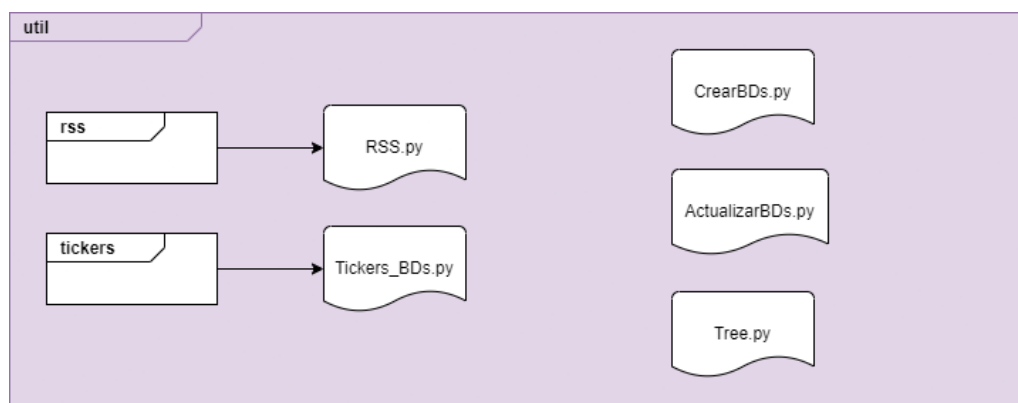 util
rss
RSS.py
tickers
Tickers_BDs.py
CrearBDs.py
ActualizarBDs.py
Tree.py